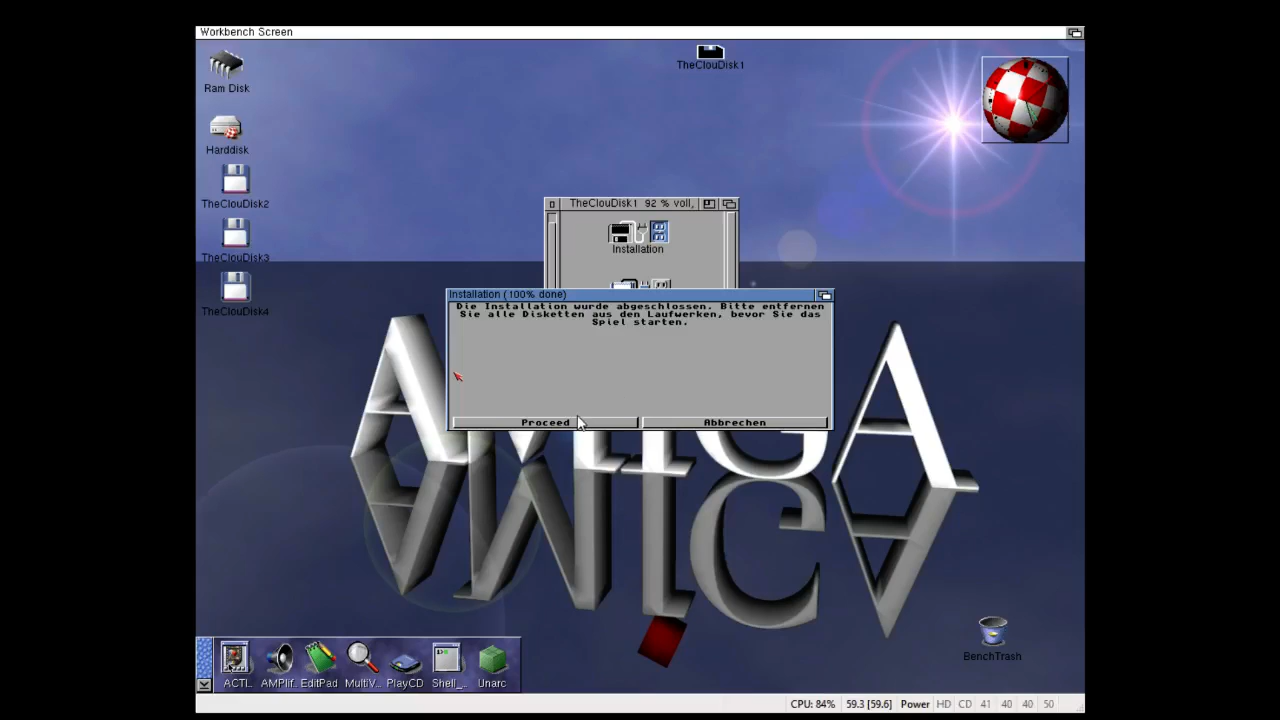 Workbench Screen
TheClouDisk1
Ram Disk
Harddisk
TheClouDisk2
TheClouDisk3
TheClouDisk4
TheClouDisk1 92 % voll,
Installation
Installation (100% done)
Die Installation wurde abgeschlossen. Bitte entfernen
Sie alle Disketten aus den Laufwerken, bevor Sie das
Spiel starten.
Proceed
Abbrechen
AMIGA
BenchTrash
ACTI.. AMPlif.. EditPad MultiV... PlayCD Shell_... Unarc
CPU: 84% 59.3 [59.6] Power HD CD 41 40 40 50